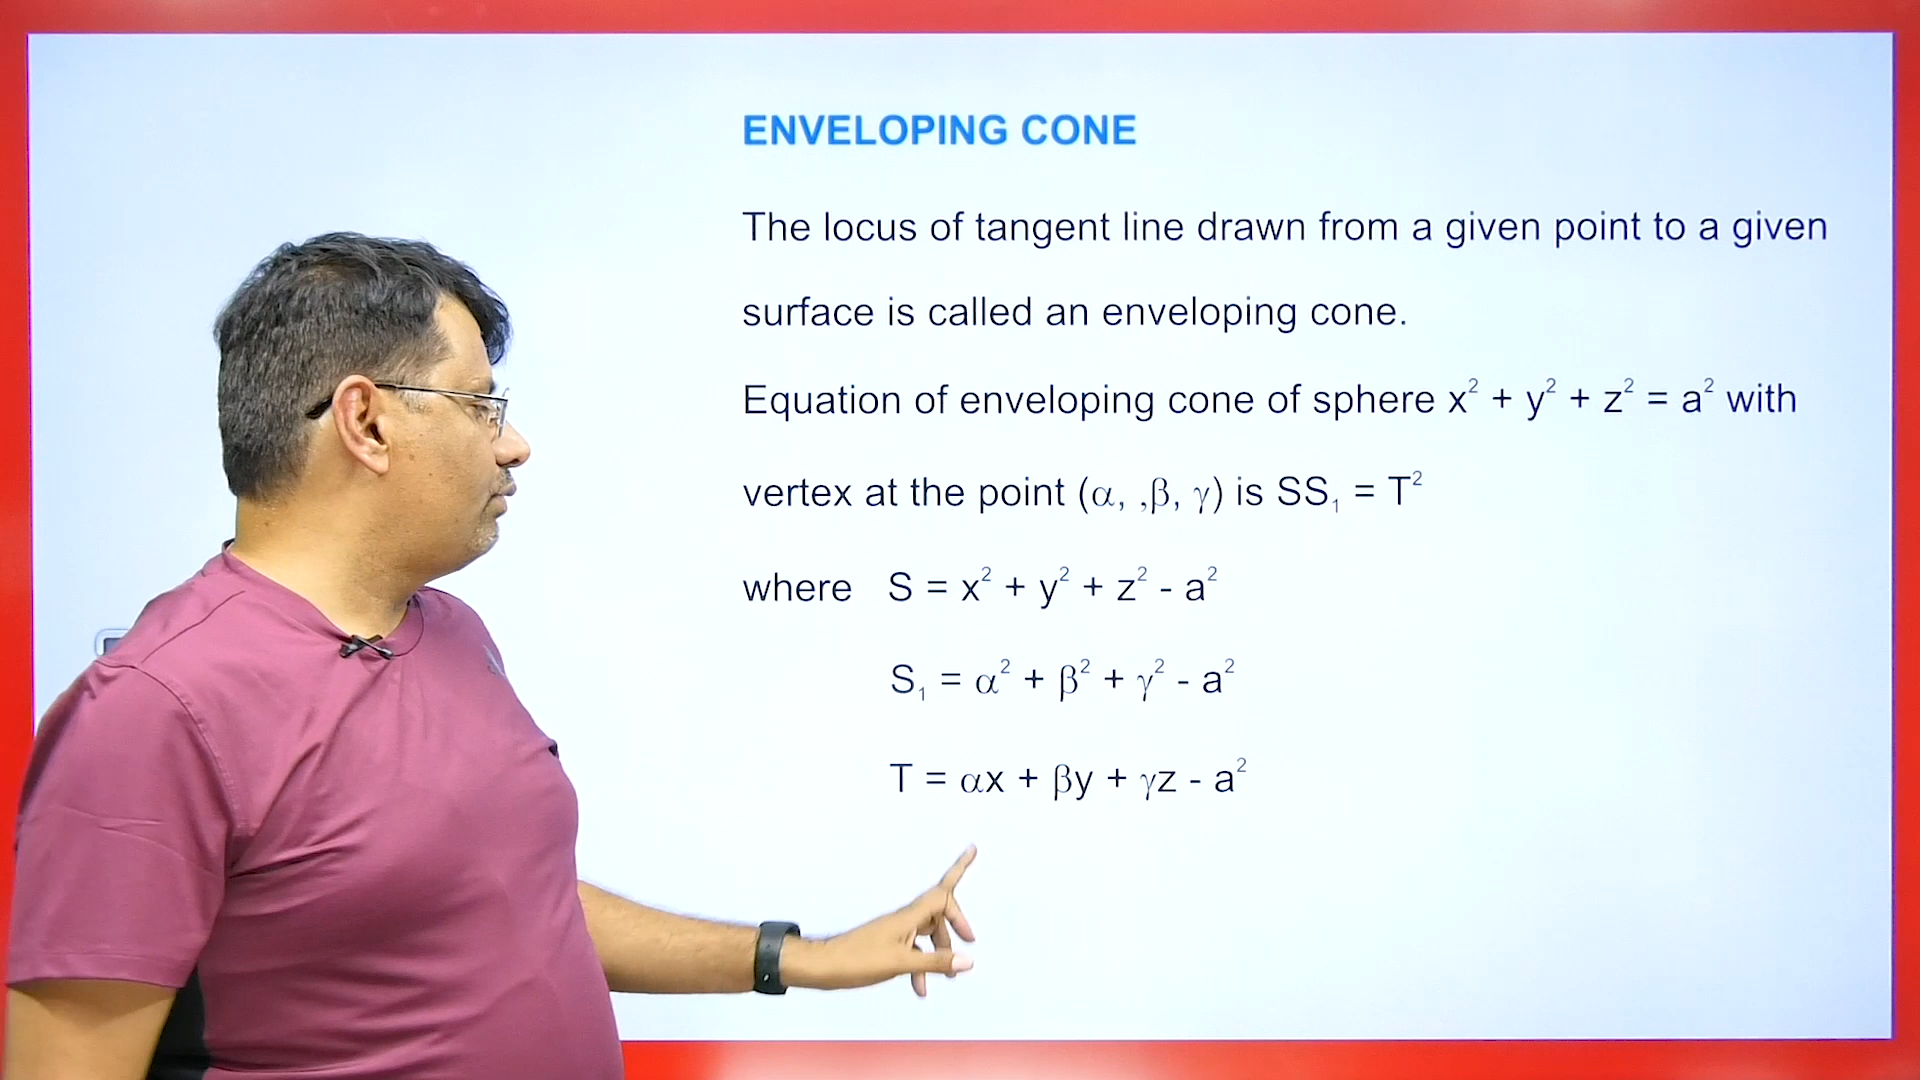 ENVELOPING CONE
The locus of tangent line drawn from a given point to a given
surface is called an enveloping cone.
Equation of enveloping cone of sphere x² + y² + z² = a² with
vertex at the point (α, ,β, γ) is SS₁ = T²
where S = x² + y² + z² - a²
S₁ = α² + β² + γ² - a²
T = αx + βy + γz - a²